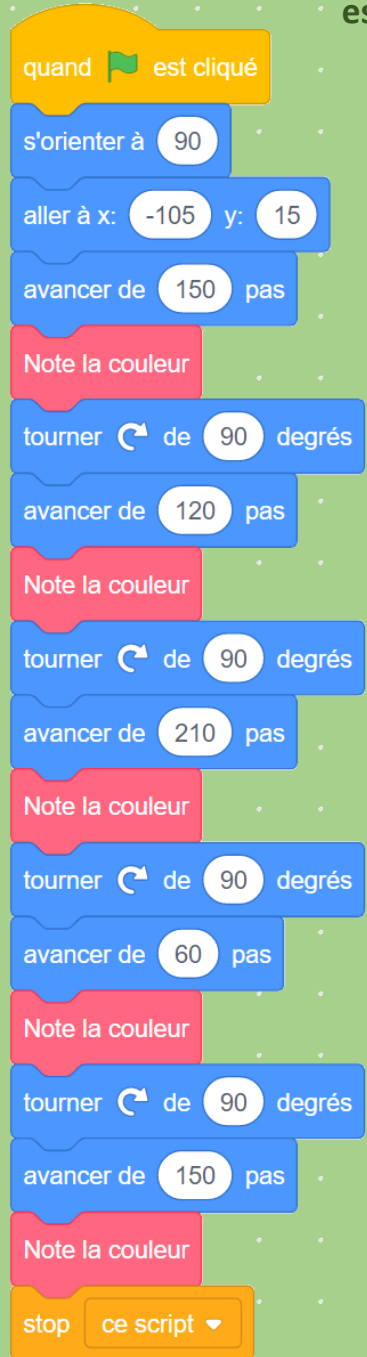 es
quand est cliqué
s'orienter à 90
aller à x: -105 y: 15
avancer de 150 pas
Note la couleur
tourner de 90 degrés
avancer de 120 pas
Note la couleur
tourner de 90 degrés
avancer de 210 pas
Note la couleur
tourner de 90 degrés
avancer de 60 pas
Note la couleur
tourner de 90 degrés
avancer de 150 pas
Note la couleur
stop ce script